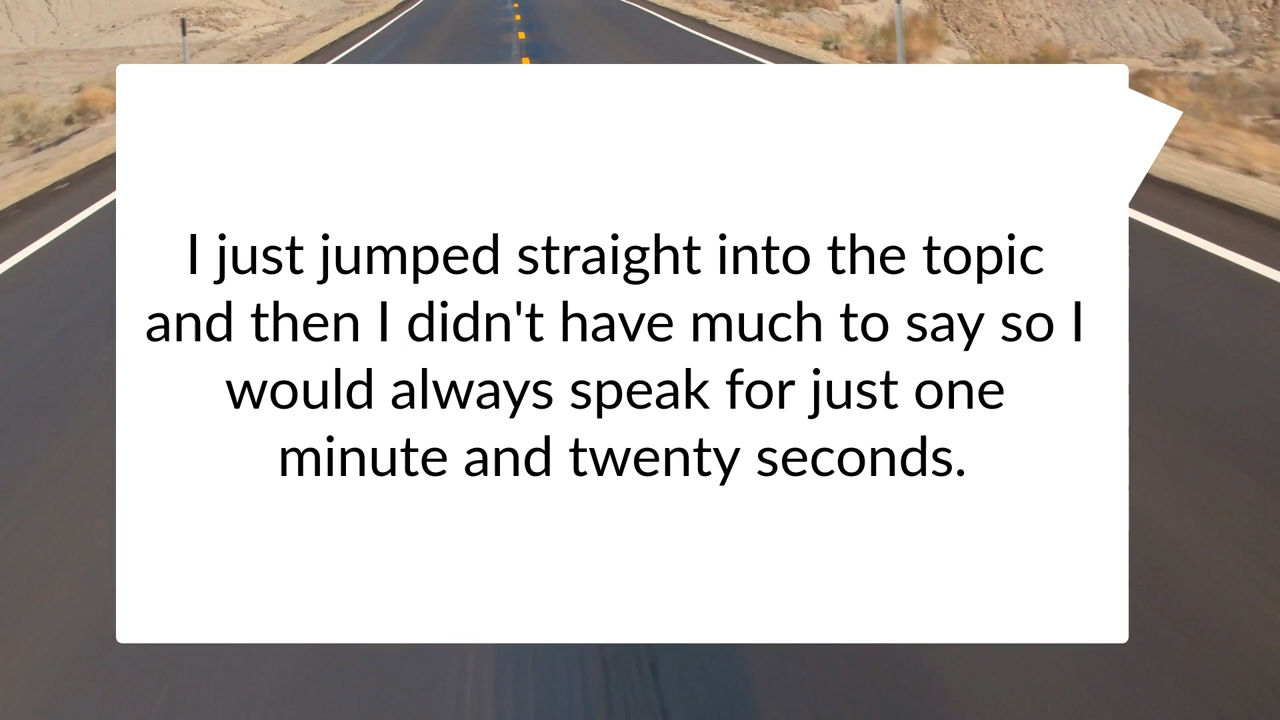 I just jumped straight into the topic
and then I didn't have much to say so I
would always speak for just one
minute and twenty seconds.